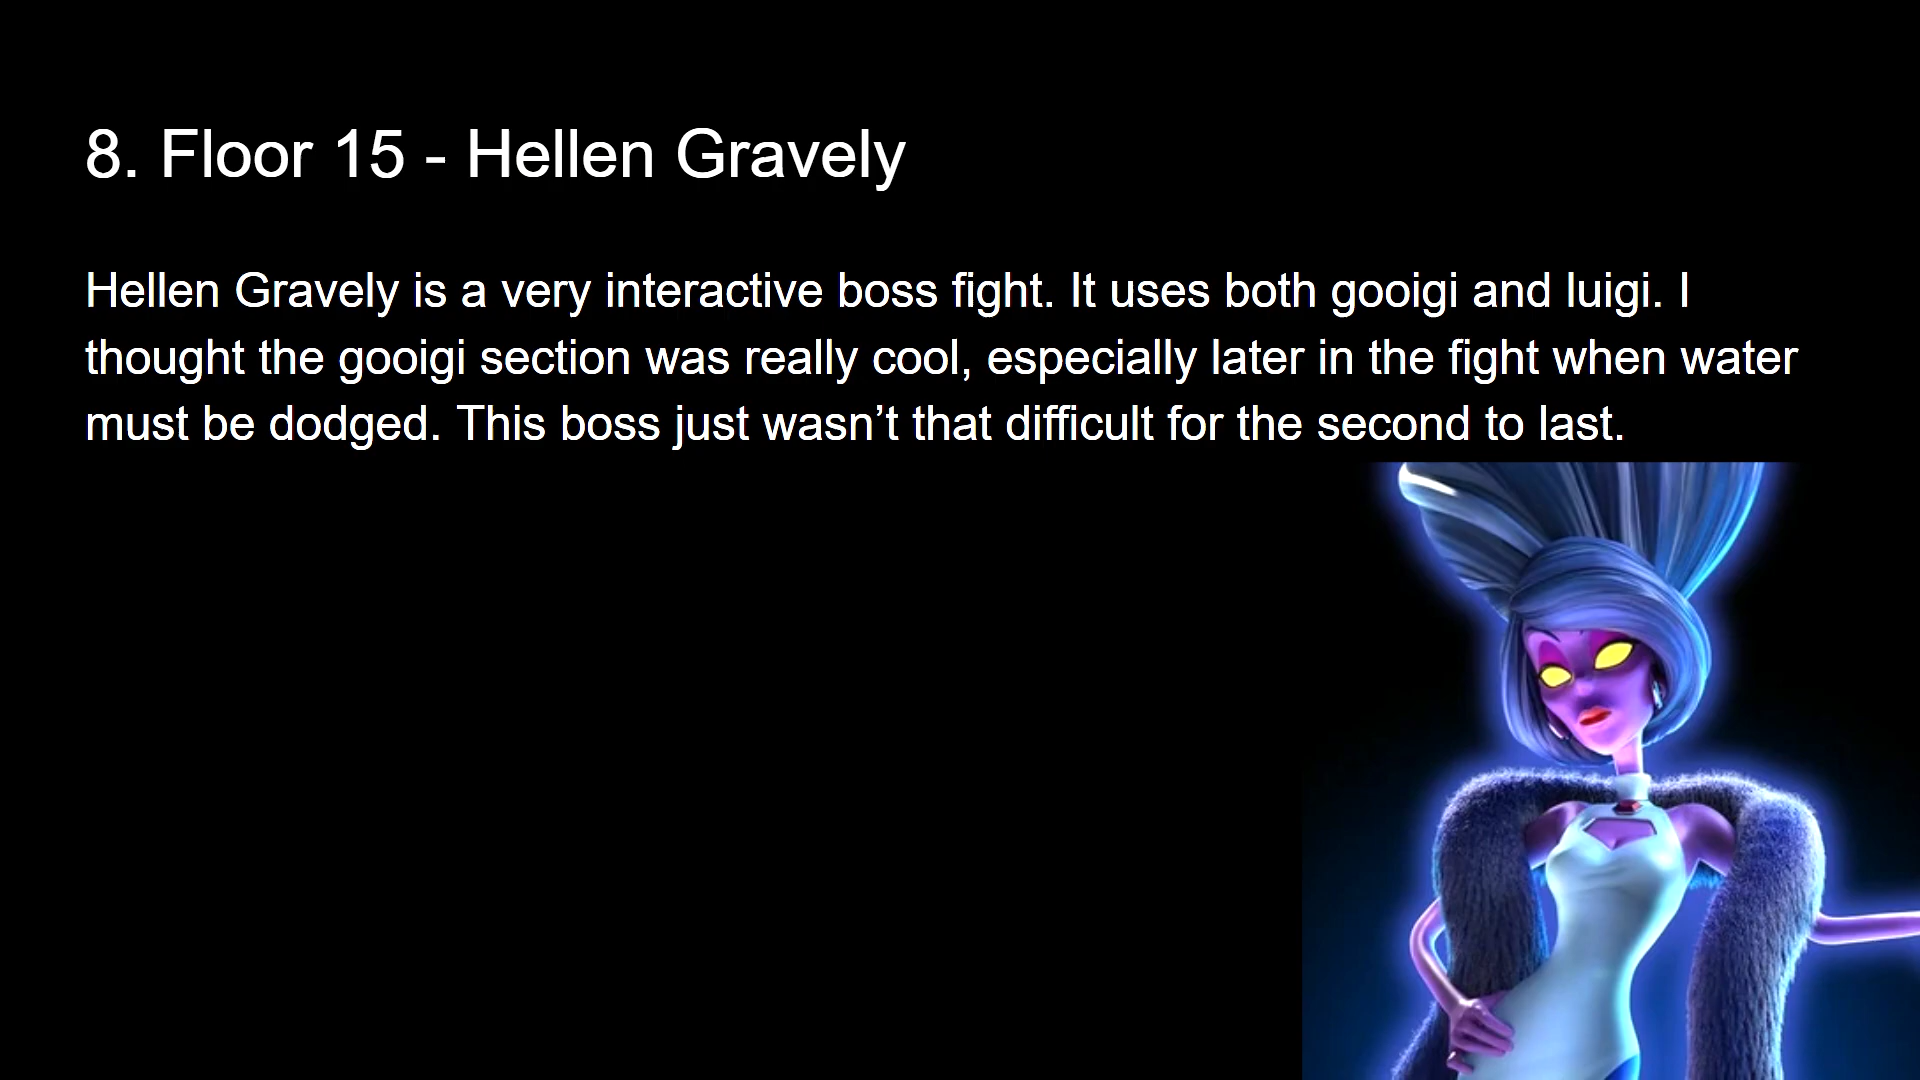 8. Floor 15 - Hellen Gravely
Hellen Gravely is a very interactive boss fight. It uses both gooigi and luigi. I
thought the gooigi section was really cool, especially later in the fight when water
must be dodged. This boss just wasn’t that difficult for the second to last.